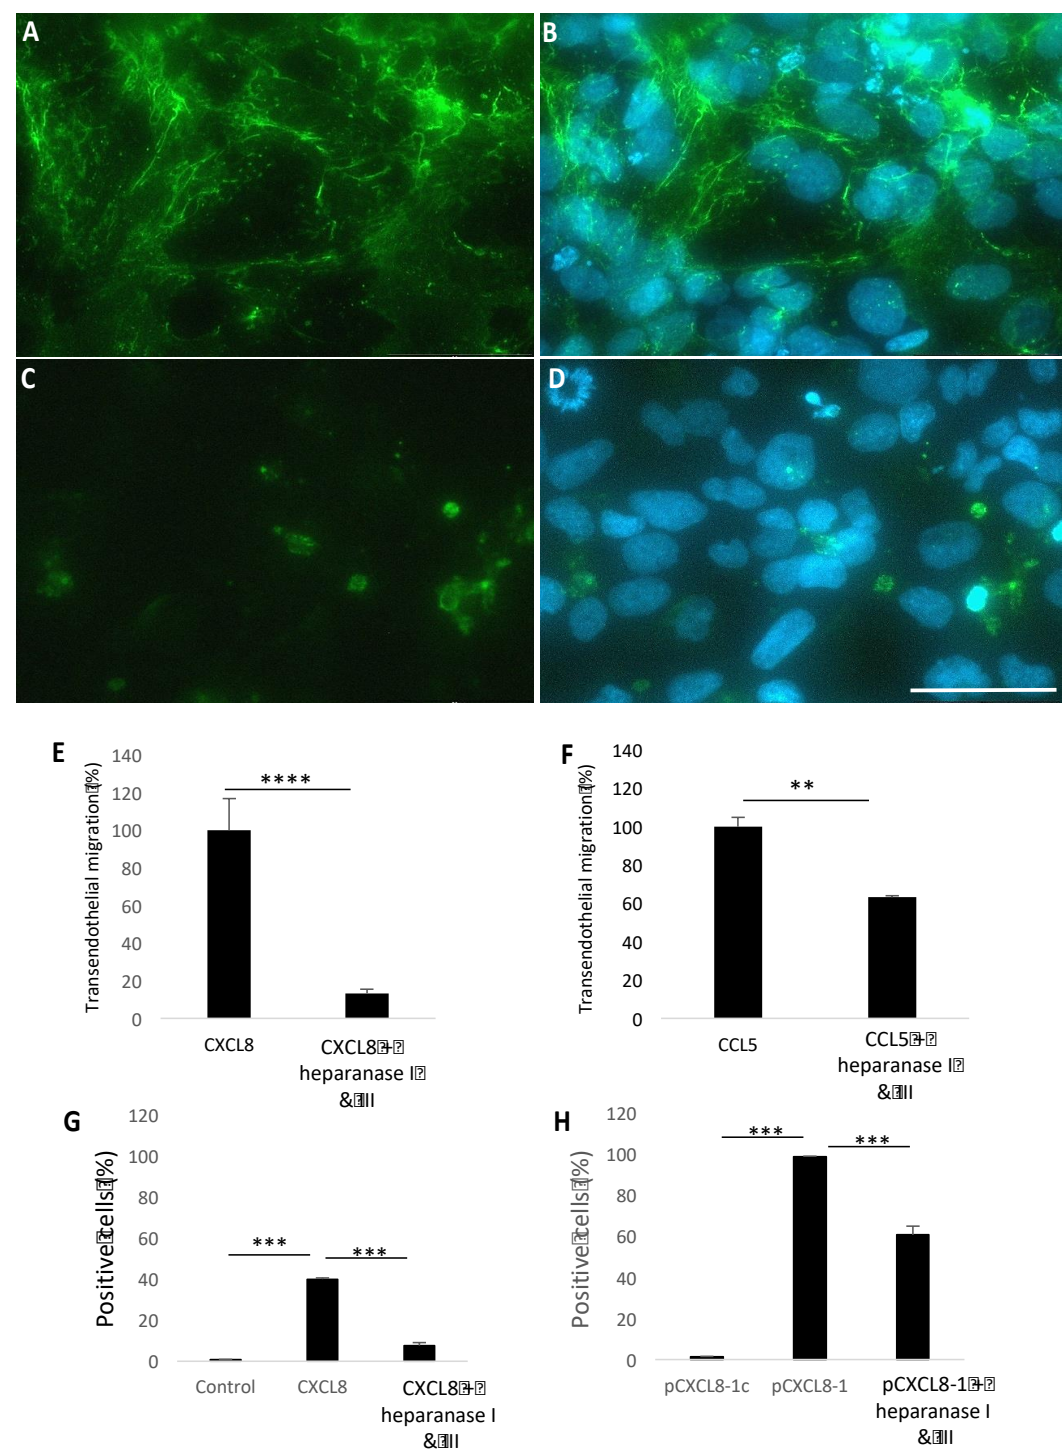 A
B
C
D
E
140
120
100
80
60
40
20
0
Transendothelial migration (%)
****
CXCL8
CXCL8 +
heparanase I
& III
F
140
120
100
80
60
40
20
0
Transendothelial migration (%)
**
CCL5
CCL5 +
heparanase I
& III
G
120
100
80
60
40
20
0
Positive cells (%)
***
***
Control
CXCL8
CXCL8 +
heparanase I
& III
H
120
100
80
60
40
20
0
Positive cells (%)
***
***
pCXCL8-1c
pCXCL8-1
pCXCL8-1 +
heparanase I
& III